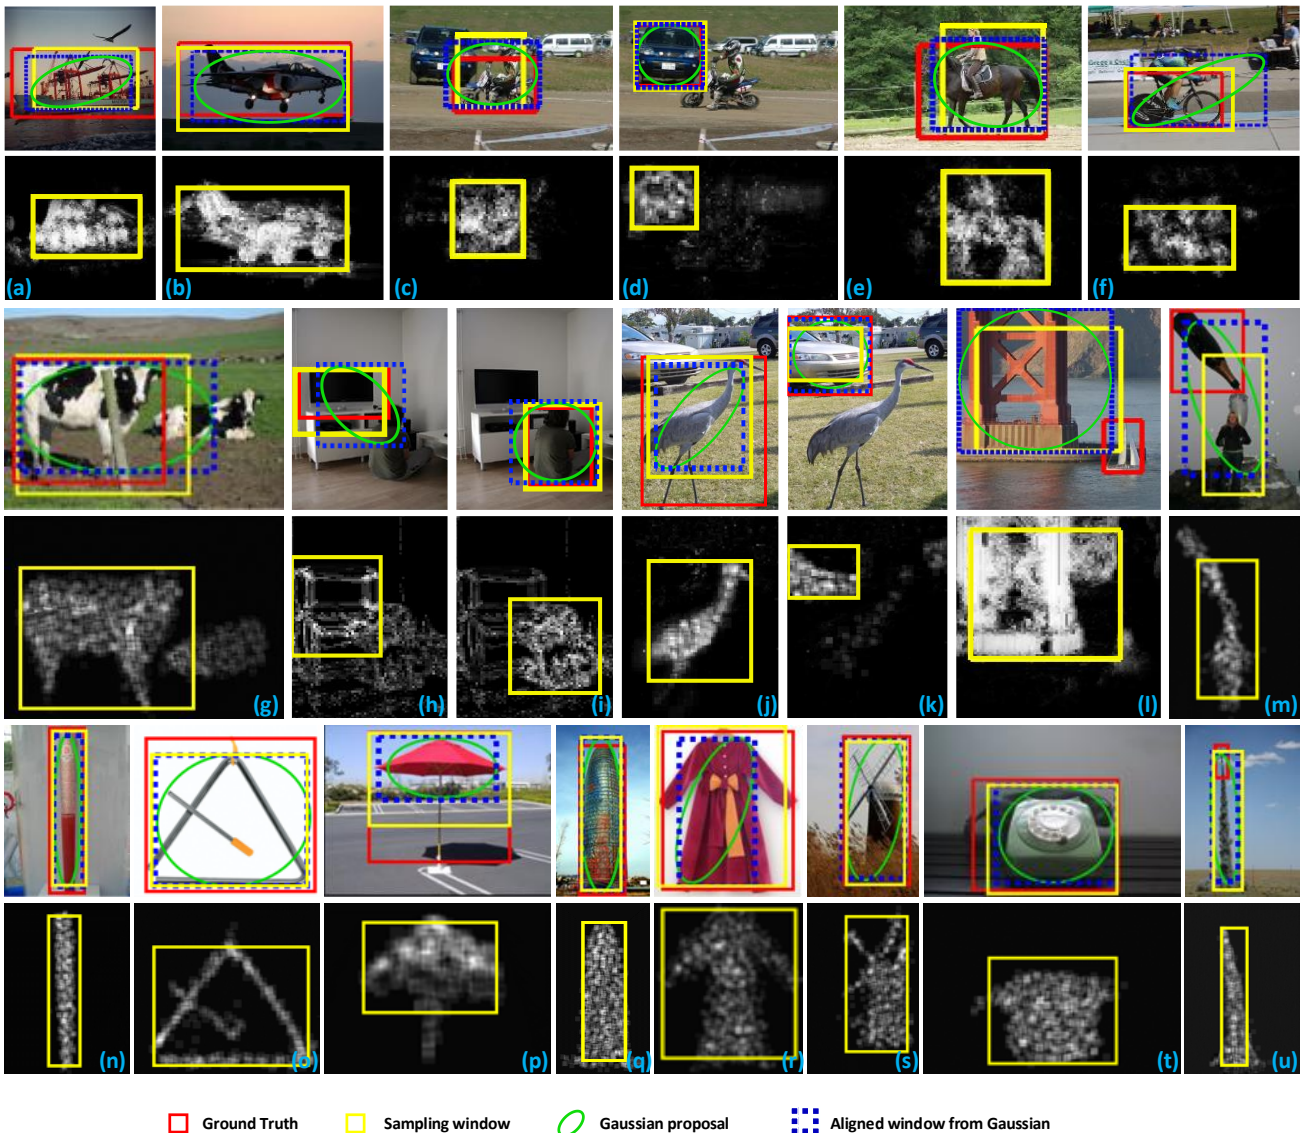 (a) (b) (c) (d) (e) (f)
(g) (h) (i) (j) (k) (l) (m)
(n) (o) (p) (q) (r) (s) (t) (u)
Ground Truth Sampling window Gaussian proposal Aligned window from Gaussian